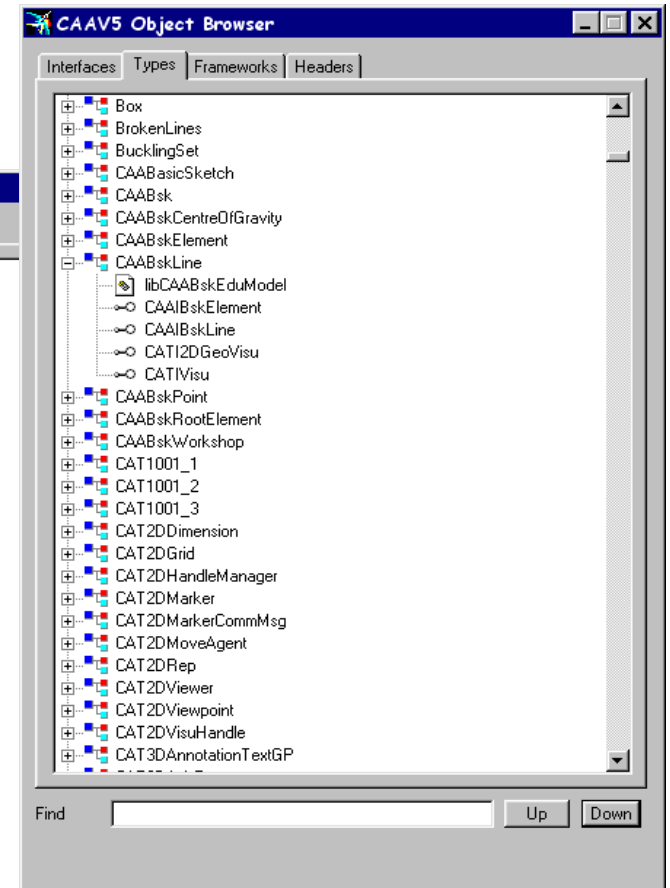 CAAV5 Object Browser
Interfaces Types Frameworks Headers
Box
BrokenLines
BucklingSet
CAABasicSketch
CAABsk
CAABskCentreOfGravity
CAABskElement
CAABskLine
libCAABskEduModel
CAAIBskElement
CAAIBskLine
CATI2DGeoVisu
CATIVisu
CAABskPoint
CAABskRootElement
CAABskWorkshop
CAT1001_1
CAT1001_2
CAT1001_3
CAT2DDimension
CAT2DGrid
CAT2DHandleManager
CAT2DMarker
CAT2DMarkerCommMsg
CAT2DMoveAgent
CAT2DRep
CAT2DViewer
CAT2DViewpoint
CAT2DVisuHandle
CAT3DAnnotationTextGP
Find Up Down